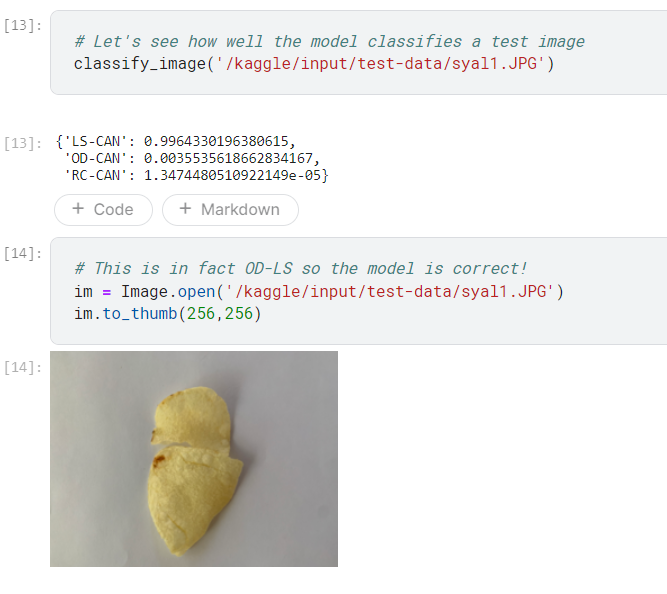 [13]:
# Let's see how well the model classifies a test image
classify_image('/kaggle/input/test-data/syal1.JPG')
[13]:
{'LS-CAN': 0.9964330196380615,
'OD-CAN': 0.0035535618662834167,
'RC-CAN': 1.3474480510922149e-05}
+ Code + Markdown
[14]:
# This is in fact OD-LS so the model is correct!
im = Image.open('/kaggle/input/test-data/syal1.JPG')
im.to_thumb(256,256)
[14]: